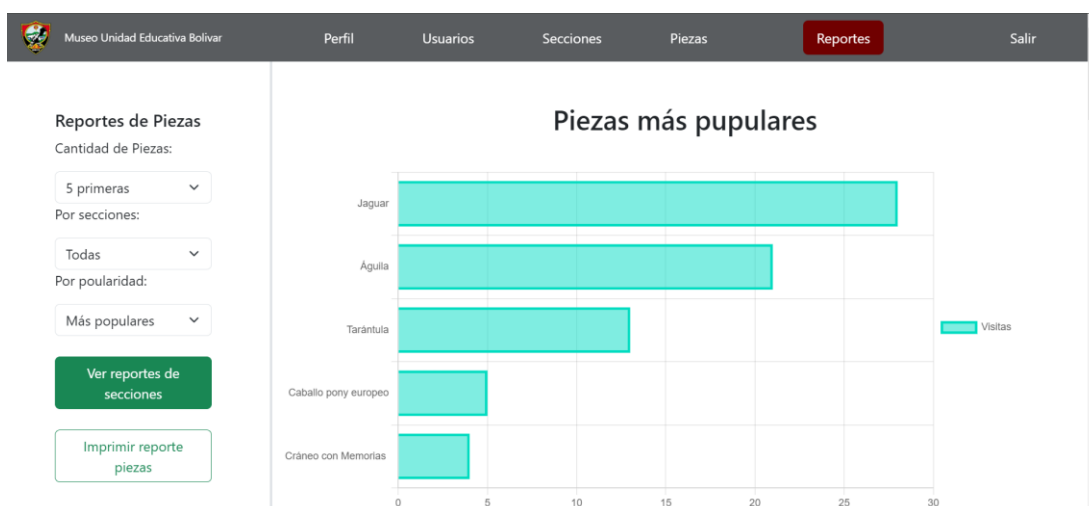 Museo Unidad Educativa Bolivar
Perfil
Usuarios
Secciones
Piezas
Reportes
Salir
Reportes de Piezas
Cantidad de Piezas:
5 primeras
Por secciones:
Todas
Por poularidad:
Más populares
Ver reportes de
secciones
Imprimir reporte
piezas
Piezas más pupulares
Jaguar
Águila
Tarántula
Caballo pony europeo
Cráneo con Memorias
0 5 10 15 20 25 30
Visitas